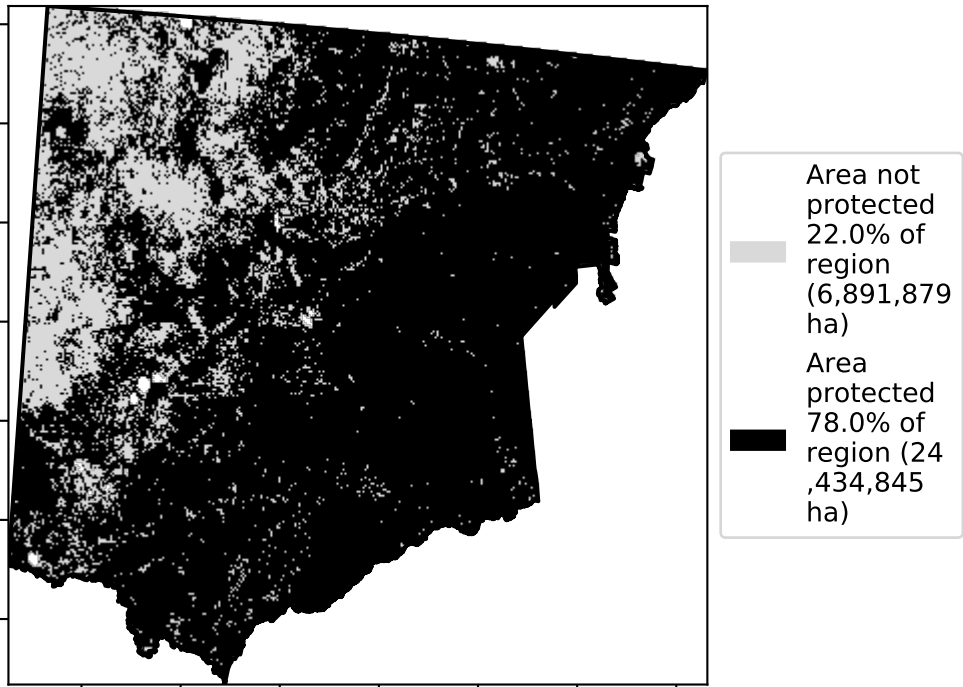 Area not
protected
22.0% of
region
(6,891,879
ha)
Area
protected
78.0% of
region (24
,434,845
ha)